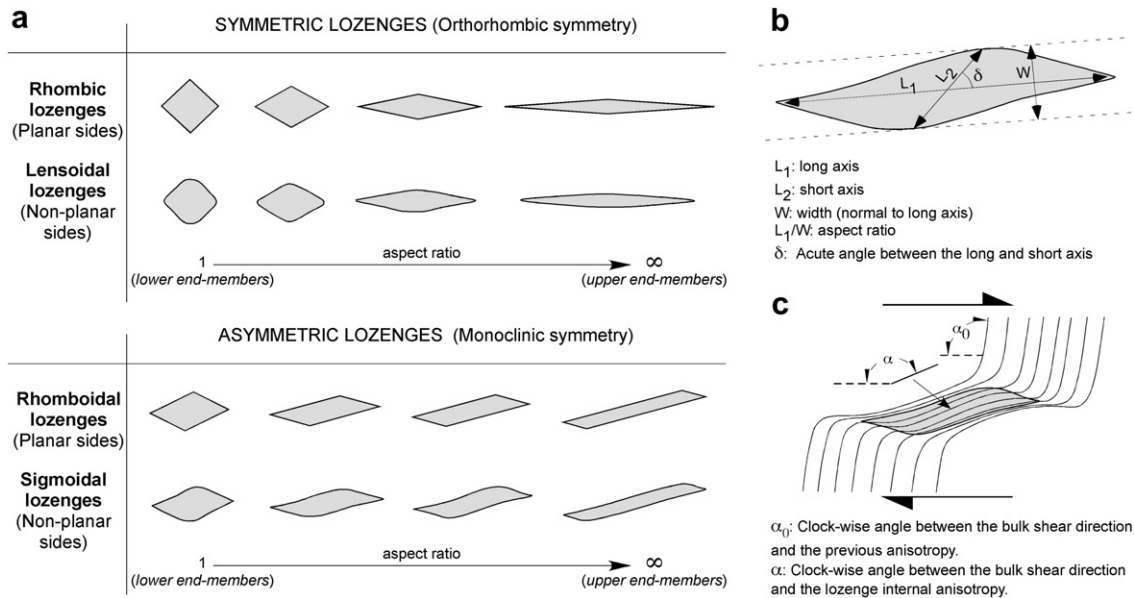 a
SYMMETRIC LOZENGES (Orthorhombic symmetry)
Rhombic
lozenges
(Planar sides)
Lensoidal
lozenges
(Non-planar
sides)
1
aspect ratio
∞
(lower end-members)
(upper end-members)
ASYMMETRIC LOZENGES (Monoclinic symmetry)
Rhomboidal
lozenges
(Planar sides)
Sigmoidal
lozenges
(Non-planar
sides)
1
aspect ratio
∞
(lower end-members)
(upper end-members)
b
L1
L2
δ
W
L1: long axis
L2: short axis
W: width (normal to long axis)
L1/W: aspect ratio
δ: Acute angle between the long and short axis
c
α0
α
α0: Clock-wise angle between the bulk shear direction
and the previous anisotropy.
α: Clock-wise angle between the bulk shear direction
and the lozenge internal anisotropy.